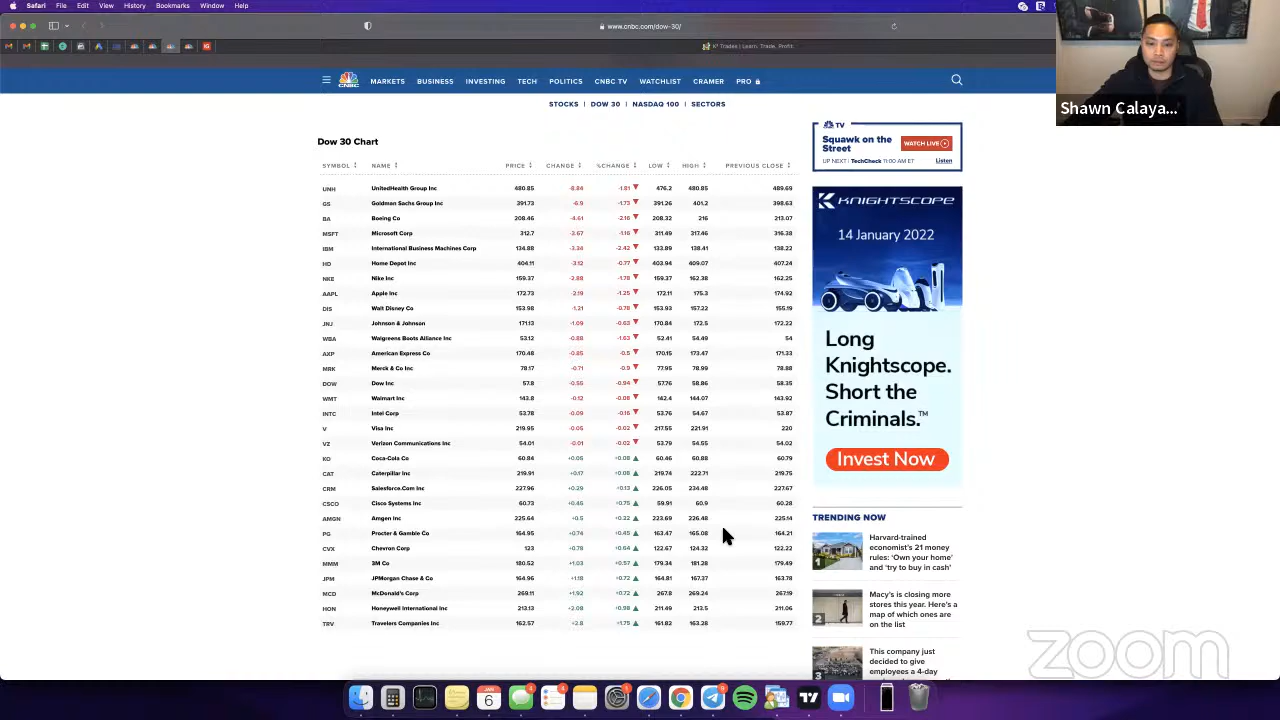 Safari File Edit View History Bookmarks Window Help
www.cnbc.com/dow-30/
K² Trades | Learn. Trade. Profit.
MARKETS BUSINESS INVESTING TECH POLITICS CNBC TV WATCHLIST CRAMER PRO
CNBC
STOCKS | DOW 30 | NASDAQ 100 | SECTORS
Dow 30 Chart
SYMBOL NAME PRICE CHANGE %CHANGE LOW HIGH PREVIOUS CLOSE
UNH UnitedHealth Group Inc 480.85 -8.84 -1.81 476.2 480.85 489.69
GS Goldman Sachs Group Inc 391.73 -6.9 -1.73 391.26 401.2 398.63
BA Boeing Co 208.46 -4.61 -2.16 208.32 216 213.07
MSFT Microsoft Corp 312.7 -3.67 -1.16 311.49 317.46 316.38
IBM International Business Machines Corp 134.88 -3.34 -2.42 133.89 138.41 138.22
HD Home Depot Inc 404.11 -3.12 -0.77 403.94 409.07 407.24
NKE Nike Inc 159.37 -2.88 -1.78 159.37 162.38 162.25
AAPL Apple Inc 172.73 -2.19 -1.25 172.11 175.3 174.92
DIS Walt Disney Co 153.98 -1.21 -0.78 153.93 157.22 155.19
JNJ Johnson & Johnson 171.13 -1.09 -0.63 170.84 172.5 172.22
WBA Walgreens Boots Alliance Inc 53.12 -0.88 -1.63 52.41 54.49 54
AXP American Express Co 170.48 -0.85 -0.5 170.15 173.47 171.33
MRK Merck & Co Inc 78.17 -0.71 -0.9 77.95 78.99 78.88
DOW Dow Inc 57.8 -0.55 -0.94 57.76 58.86 58.35
WMT Walmart Inc 143.8 -0.12 -0.08 142.4 144.07 143.92
INTC Intel Corp 53.78 -0.09 -0.16 53.76 54.67 53.87
V Visa Inc 219.95 -0.05 -0.02 217.55 221.91 220
VZ Verizon Communications Inc 54.01 -0.01 -0.02 53.79 54.55 54.02
KO Coca-Cola Co 60.84 +0.05 +0.08 60.46 60.88 60.79
CAT Caterpillar Inc 219.91 +0.17 +0.08 219.74 222.71 219.75
CRM Salesforce.Com Inc 227.96 +0.29 +0.13 226.05 234.48 227.67
CSCO Cisco Systems Inc 60.73 +0.45 +0.75 59.91 60.9 60.28
AMGN Amgen Inc 225.64 +0.5 +0.22 223.69 226.48 225.14
PG Procter & Gamble Co 164.95 +0.74 +0.45 163.47 165.08 164.21
CVX Chevron Corp 123 +0.78 +0.64 122.67 124.32 122.22
MMM 3M Co 180.52 +1.03 +0.57 179.34 181.28 179.49
JPM JPMorgan Chase & Co 164.96 +1.18 +0.72 164.81 167.37 163.78
MCD McDonald's Corp 269.11 +1.92 +0.72 267.8 269.24 267.19
HON Honeywell International Inc 213.13 +2.08 +0.98 211.49 213.5 211.06
TRV Travelers Companies Inc 162.57 +2.8 +1.75 161.82 163.28 159.77
TV
Squawk on the
Street
WATCH LIVE
UP NEXT | TechCheck 11:00 AM ET
Listen
KNIGHTSCOPE
14 January 2022
Long
Knightscope.
Short the
Criminals.™
Invest Now
TRENDING NOW
1
Harvard-trained
economist's 21 money
rules: 'Own your home'
and 'try to buy in cash'
2
Macy's is closing more
stores this year. Here's a
map of which ones are
on the list
3
This company just
decided to give
employees a 4-day
Shawn Calaya...
zoom
JAN
6